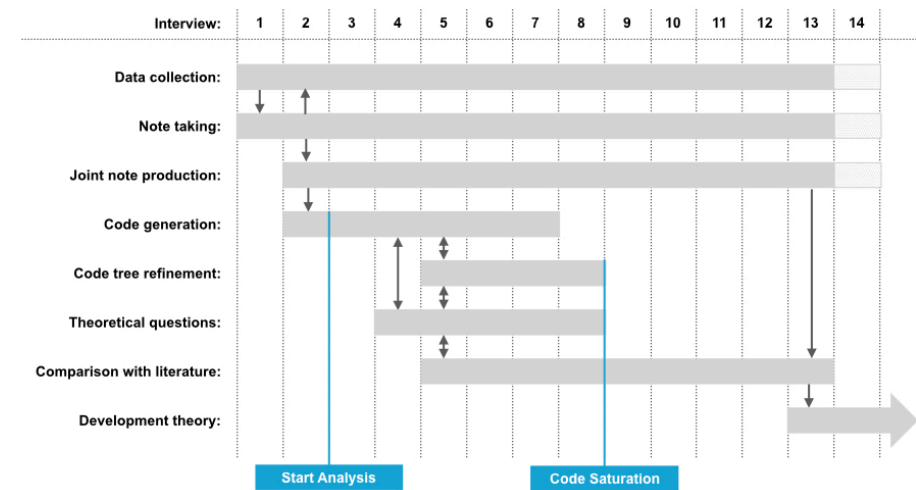 Interview: 1 2 3 4 5 6 7 8 9 10 11 12 13 14
Data collection:
Note taking:
Joint note production:
Code generation:
Code tree refinement:
Theoretical questions:
Comparison with literature:
Development theory:
Start Analysis Code Saturation